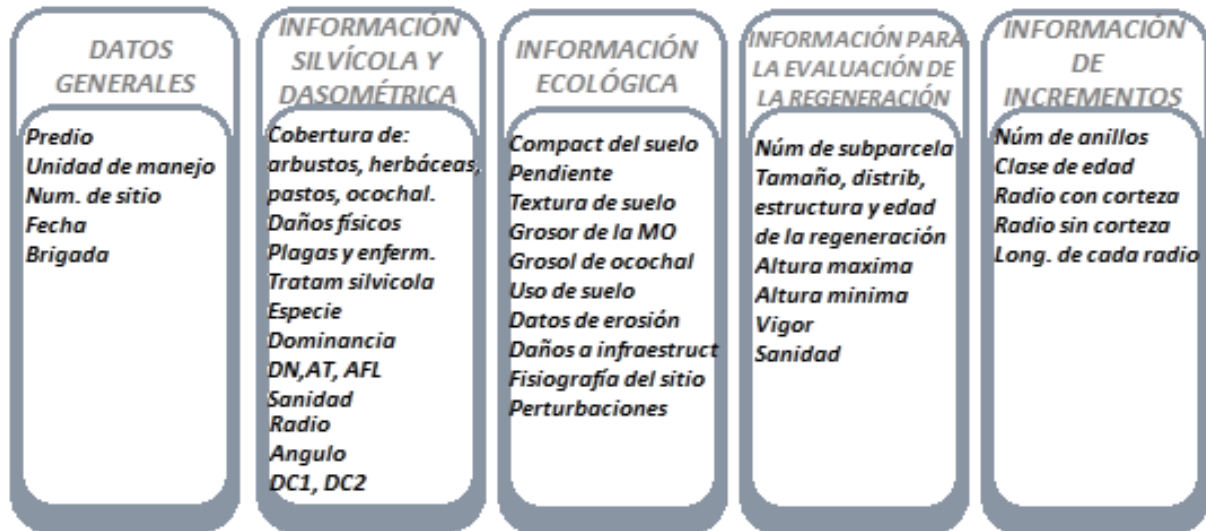 DATOS
GENERALES
Predio
Unidad de manejo
Num. de sitio
Fecha
Brigada
INFORMACIÓN
SILVÍCOLA Y
DASOMÉTRICA
Cobertura de:
arbustos, herbáceas,
pastos, ocochal.
Daños físicos
Plagas y enferm.
Tratam silvicola
Especie
Dominancia
DN,AT, AFL
Sanidad
Radio
Angulo
DC1, DC2
INFORMACIÓN
ECOLÓGICA
Compact del suelo
Pendiente
Textura de suelo
Grosor de la MO
Grosol de ocochal
Uso de suelo
Datos de erosión
Daños a infraestruct
Fisiografía del sitio
Perturbaciones
INFORMACIÓN PARA
LA EVALUACIÓN DE
LA REGENERACIÓN
Núm de subparcela
Tamaño, distrib,
estructura y edad
de la regeneración
Altura maxima
Altura minima
Vigor
Sanidad
INFORMACIÓN
DE
INCREMENTOS
Núm de anillos
Clase de edad
Radio con corteza
Radio sin corteza
Long. de cada radio